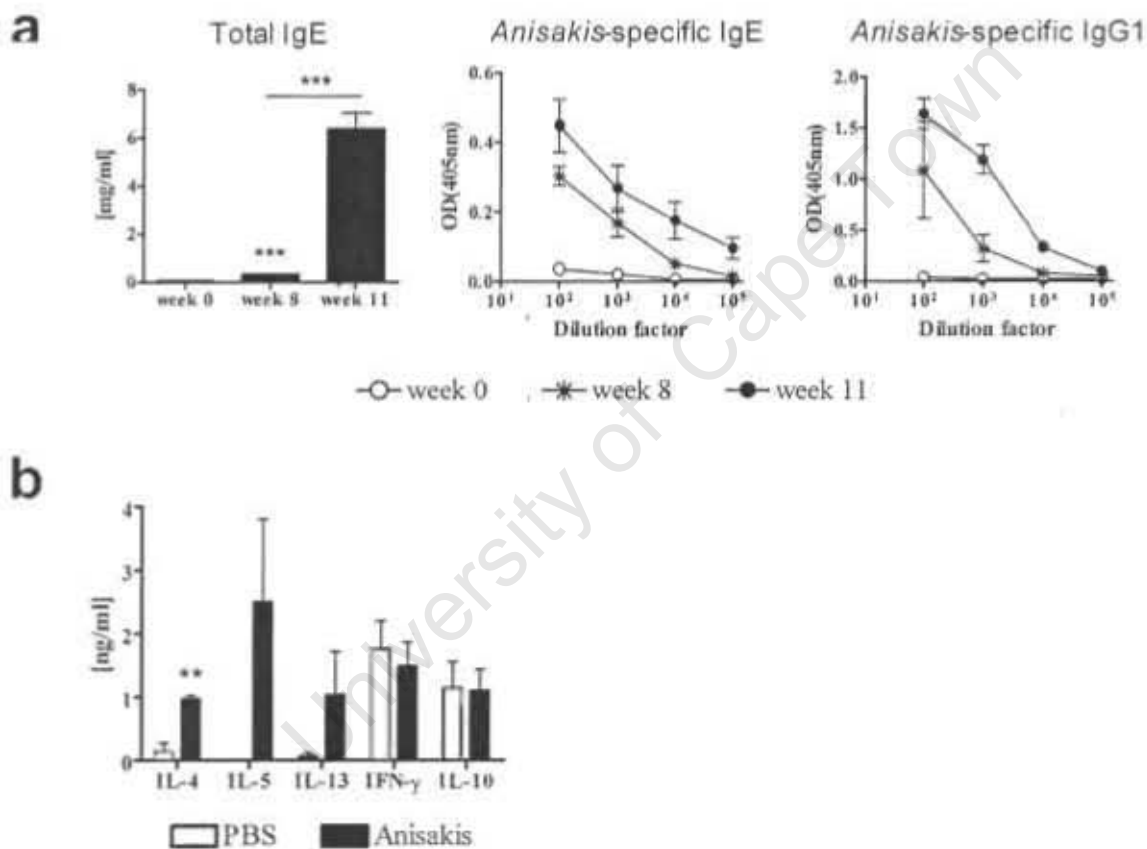 a
Total IgE
Anisakis-specific IgE
Anisakis-specific IgG1
[mg/ml]
8
6
4
2
0
***
***
week 0 week 8 week 11
OD(405nm)
0.6
0.4
0.2
0.0
10¹ 10² 10³ 10⁴ 10⁵
Dilution factor
OD(405nm)
2.0
1.5
1.0
0.5
0.0
10¹ 10² 10³ 10⁴ 10⁵
Dilution factor
week 0 week 8 week 11
b
[ng/ml]
4
3
2
1
0
**
IL-4 IL-5 IL-13 IFN-γ IL-10
PBS Anisakis
University of Cape Town